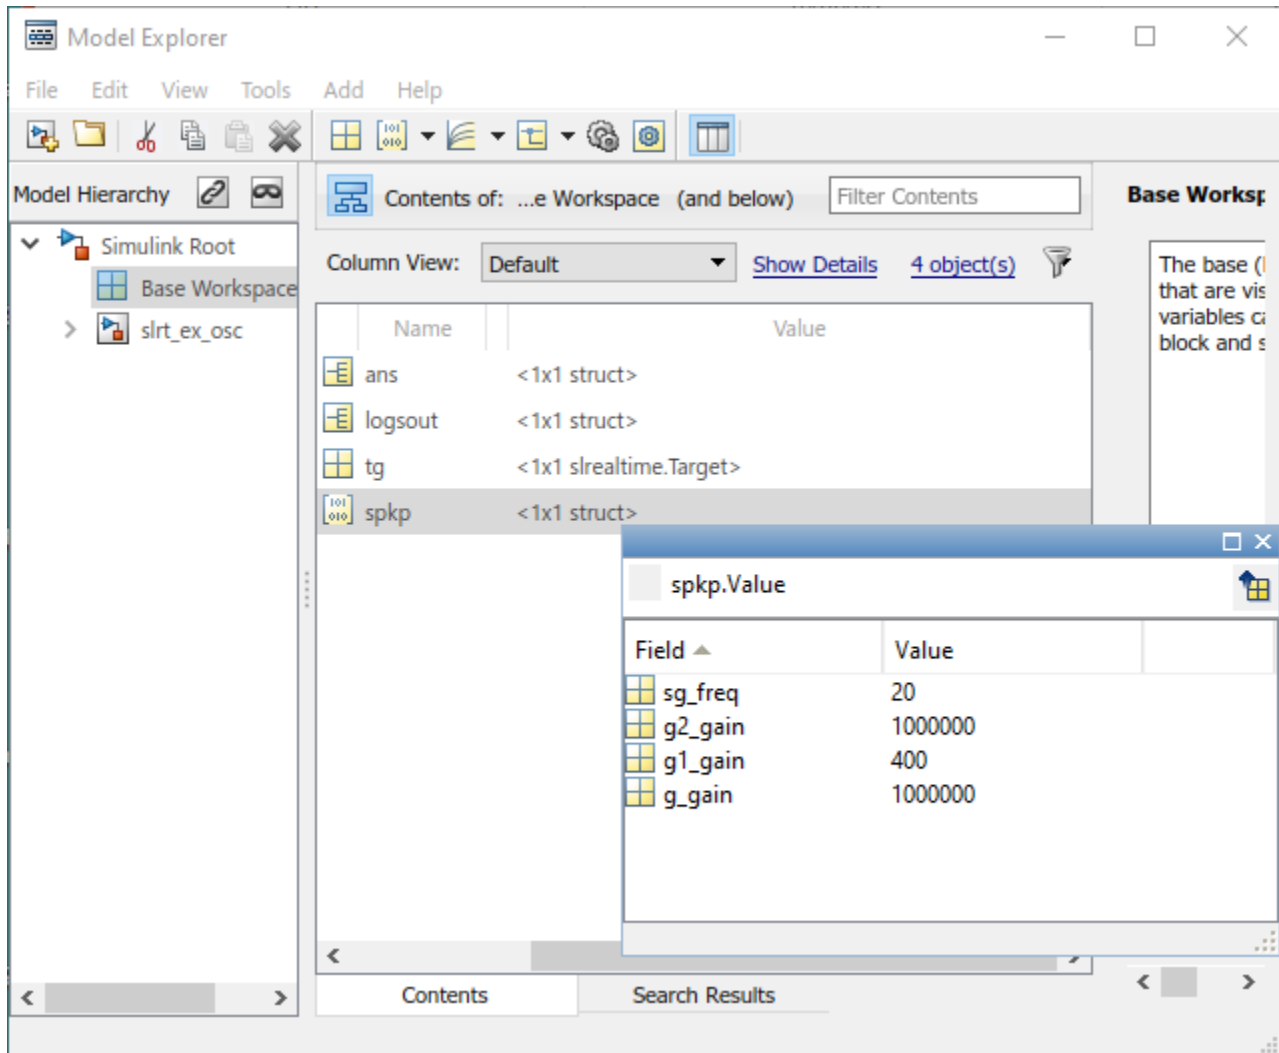 Model Explorer
File Edit View Tools Add Help
Model Hierarchy
Contents of: ...e Workspace (and below)
Filter Contents
Base Worksp
Simulink Root
Base Workspace
slrt_ex_osc
Column View: Default Show Details 4 object(s)
Name Value
ans <1x1 struct>
logsout <1x1 struct>
tg <1x1 slrealtime.Target>
spkp <1x1 struct>
The base (
that are vis
variables ca
block and s
spkp.Value
Field Value
sg_freq 20
g2_gain 1000000
g1_gain 400
g_gain 1000000
Contents Search Results